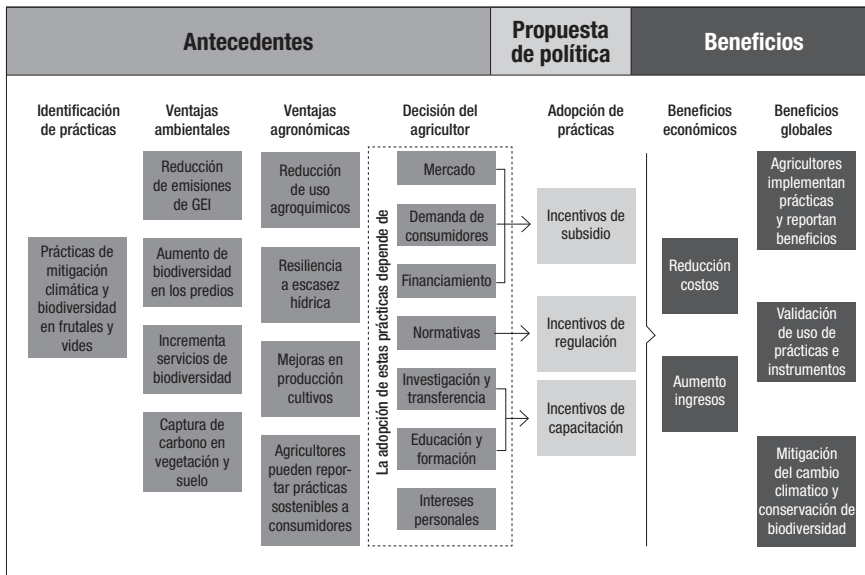 Antecedentes
Propuesta
de política
Beneficios
Identificación
de prácticas
Prácticas de
mitigación
climática y
biodiversidad
en frutales y
vides
Ventajas
ambientales
Reducción
de emisiones
de GEI
Aumento de
biodiversidad
en los predios
Incrementa
servicios de
biodiversidad
Captura de
carbono en
vegetación y
suelo
Ventajas
agronómicas
Reducción
de uso
agroquimicos
Resiliencia
a escasez
hídrica
Mejoras en
producción
cultivos
Agricultores
pueden repor-
tar prácticas
sostenibles a
consumidores
Decisión del
agricultor
La adopción de estas prácticas depende de
Mercado
Demanda de
consumidores
Financiamiento
Normativas
Investigación y
transferencia
Educación y
formación
Intereses
personales
Adopción de
prácticas
Incentivos de
subsidio
Incentivos de
regulación
Incentivos de
capacitación
Beneficios
económicos
Reducción
costos
Aumento
ingresos
Beneficios
globales
Agricultores
implementan
prácticas
y reportan
beneficios
Validación
de uso de
prácticas e
instrumentos
Mitigación
del cambio
climatico y
conservación de
biodiversidad